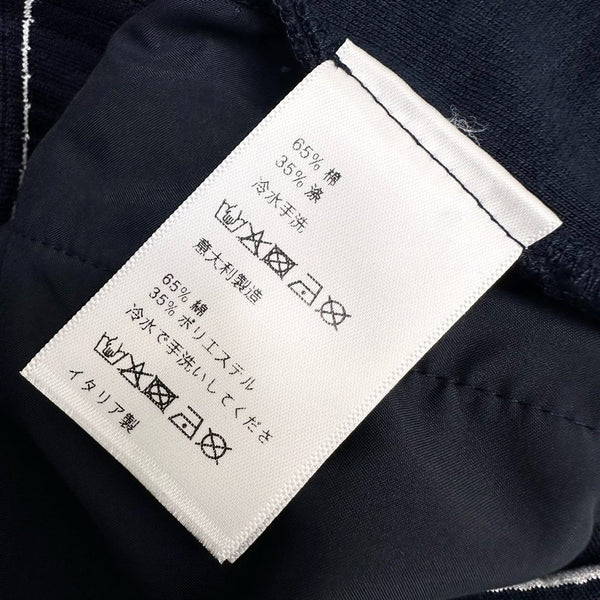 65% 棉
35% 涤
冷水手洗
意大利製造
65% 綿
35% ポリエステル
冷水で手洗いしてくださ
イタリア製